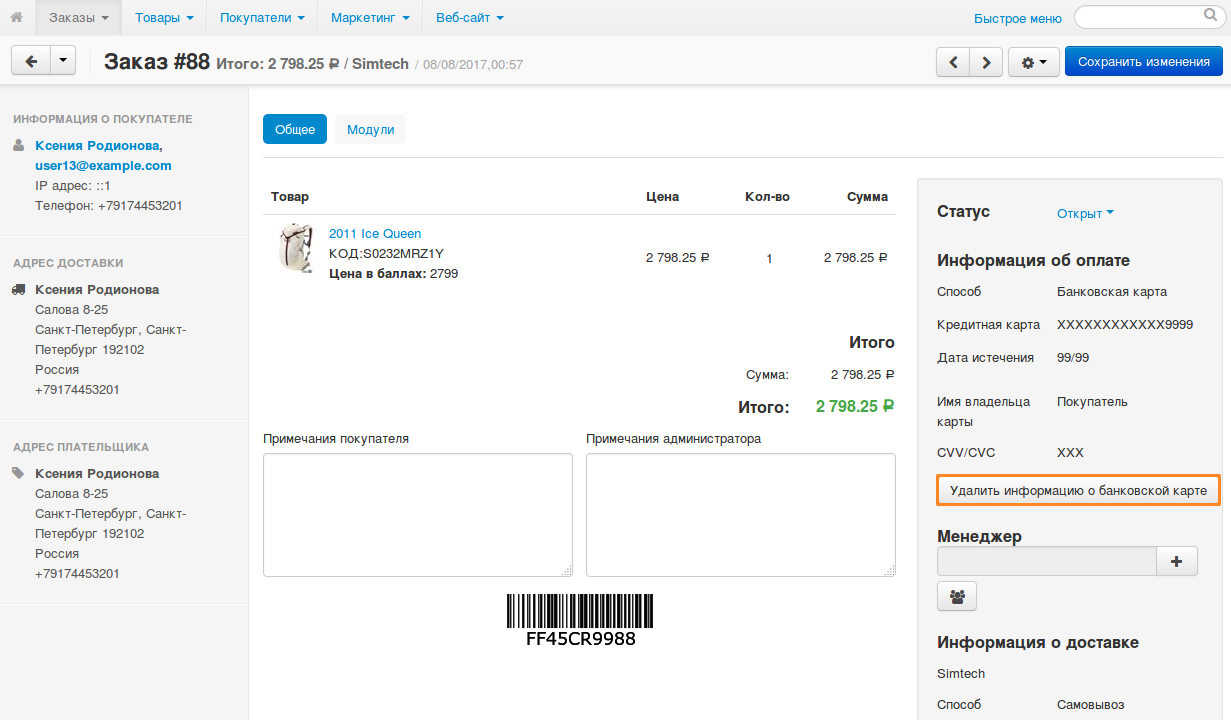 Заказы Товары Покупатели Маркетинг Веб-сайт Быстрое меню
Заказ #88 Итого: 2 798.25 ₽ / Simtech / 08/08/2017,00:57 Сохранить изменения
ИНФОРМАЦИЯ О ПОКУПАТЕЛЕ
Ксения Родионова,
user13@example.com
IP адрес: ::1
Телефон: +79174453201
АДРЕС ДОСТАВКИ
Ксения Родионова
Салова 8-25
Санкт-Петербург, Санкт-
Петербург 192102
Россия
+79174453201
АДРЕС ПЛАТЕЛЬЩИКА
Ксения Родионова
Салова 8-25
Санкт-Петербург, Санкт-
Петербург 192102
Россия
+79174453201
Общее Модули
Товар Цена Кол-во Сумма
2011 Ice Queen
КОД:S0232MRZ1Y
Цена в баллах: 2799
2 798.25 ₽ 1 2 798.25 ₽
Итого
Сумма: 2 798.25 ₽
Итого: 2 798.25 ₽
Примечания покупателя Примечания администратора
FF45CR9988
Статус Открыт
Информация об оплате
Способ Банковская карта
Кредитная карта XXXXXXXXXXXX9999
Дата истечения 99/99
Имя владельца Покупатель
карты
CVV/CVC XXX
Удалить информацию о банковской карте
Менеджер
Информация о доставке
Simtech
Способ Самовывоз